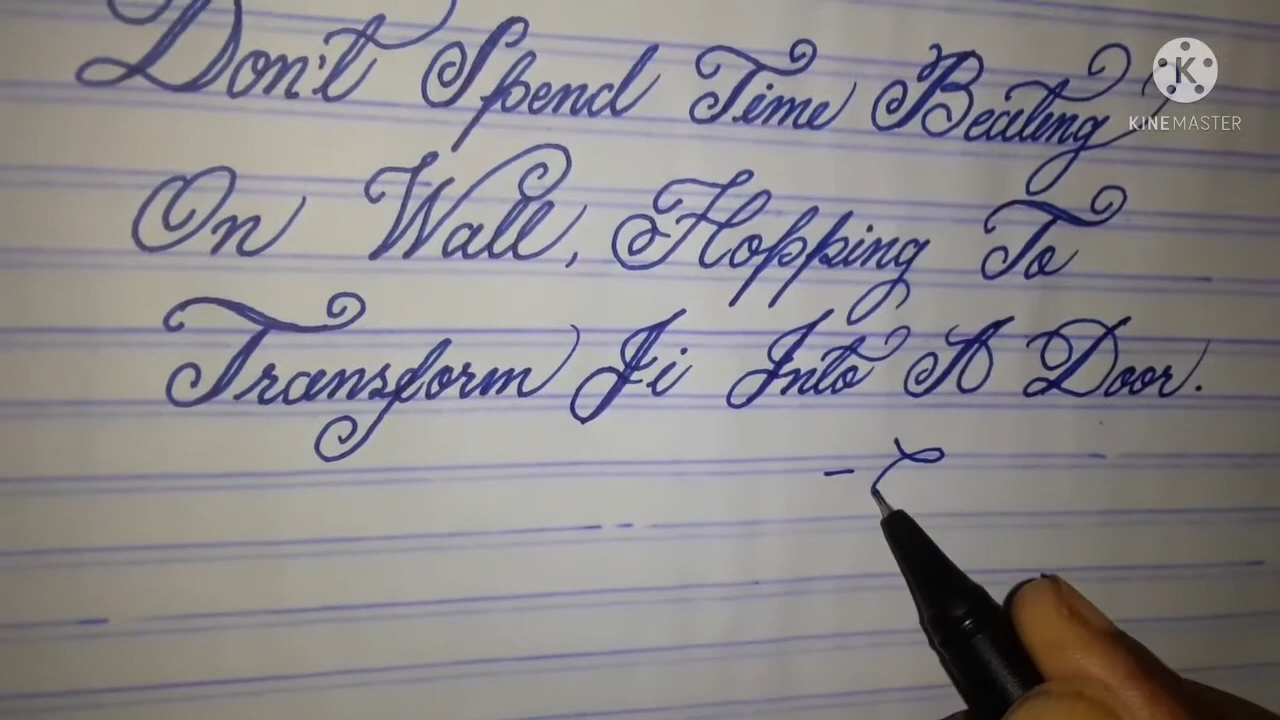 Don't Spend Time Beating
On Wall, Hopping To
Transform Ji Into A Door.
-
K
KINEMASTER